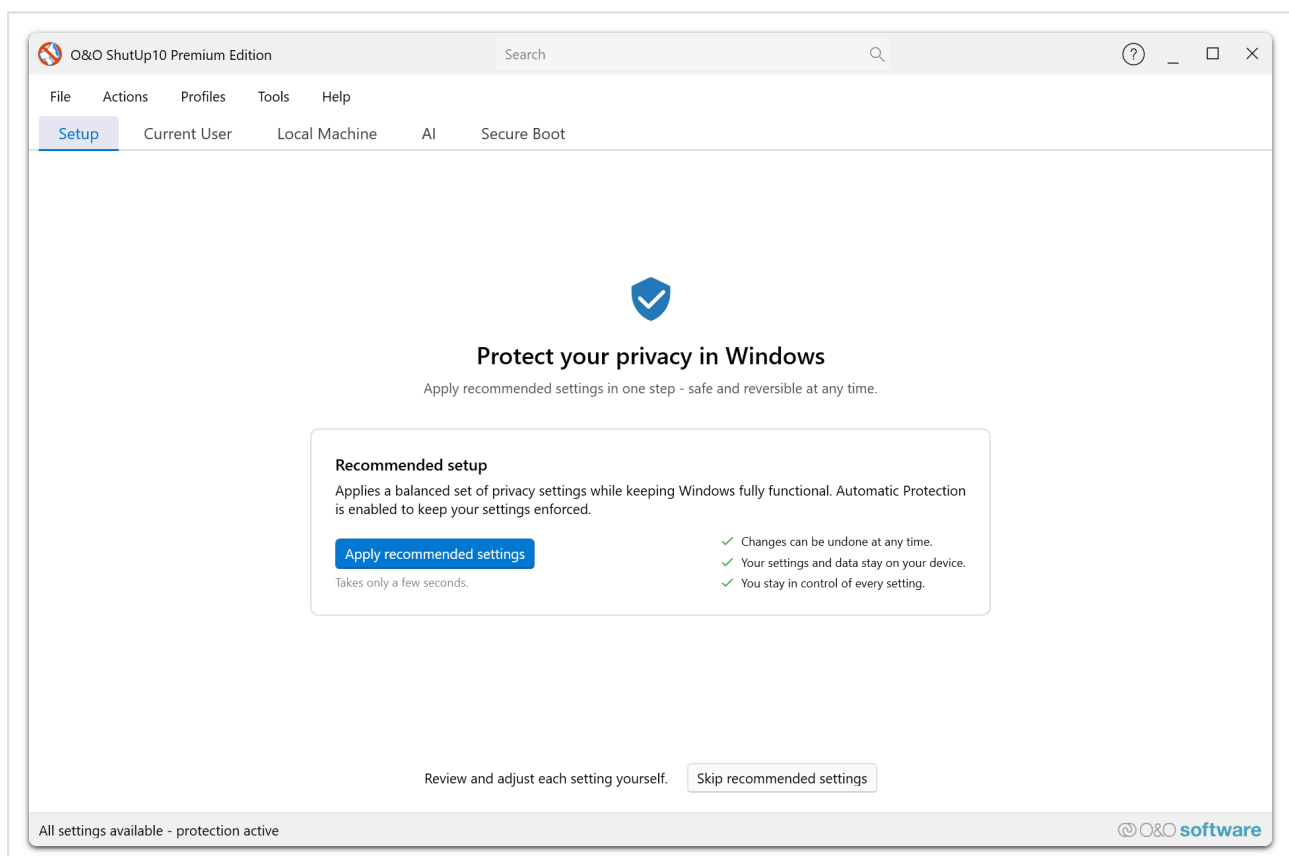 O&O ShutUp10 Premium Edition
Search
?
File Actions Profiles Tools Help
Setup Current User Local Machine AI Secure Boot
Protect your privacy in Windows
Apply recommended settings in one step - safe and reversible at any time.
Recommended setup
Applies a balanced set of privacy settings while keeping Windows fully functional. Automatic Protection
is enabled to keep your settings enforced.
Apply recommended settings
Takes only a few seconds.
Changes can be undone at any time.
Your settings and data stay on your device.
You stay in control of every setting.
Review and adjust each setting yourself.
Skip recommended settings
All settings available - protection active
O&O software